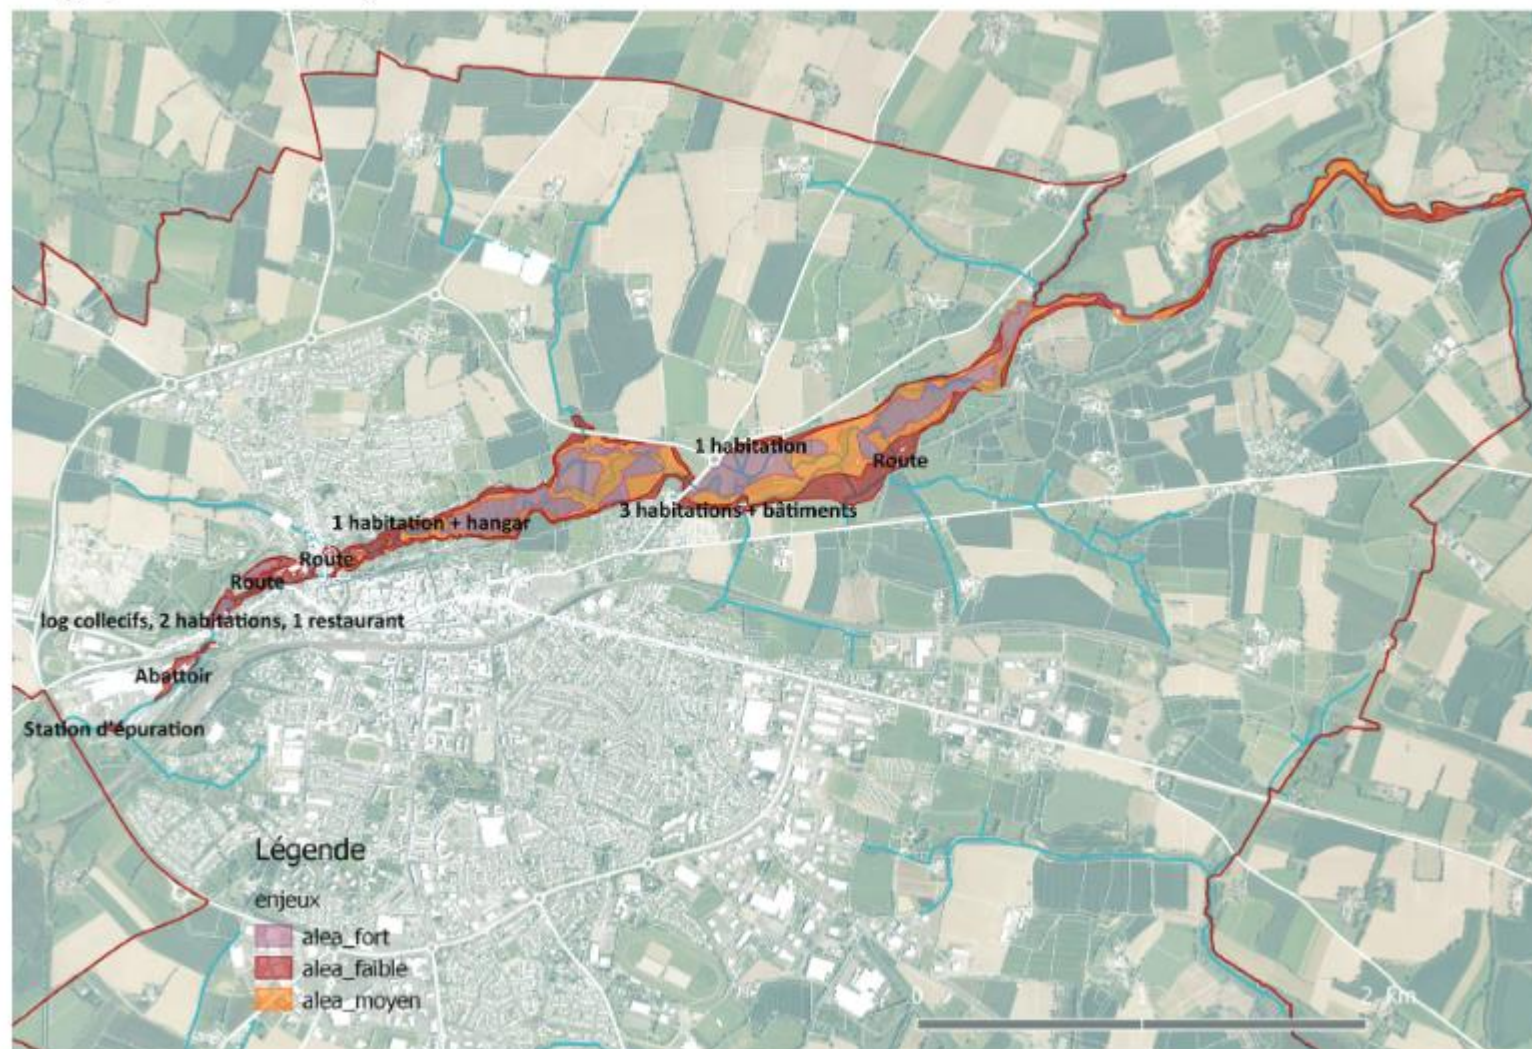 1 habitation
Route
3 habitations + bâtiments
1 habitation + hangar
Route
Route
log collecifs, 2 habitations, 1 restaurant
Abattoir
Station d'épuration
Légende
enjeux
alea_fort
alea_faible
alea_moyen
0 1 2 km